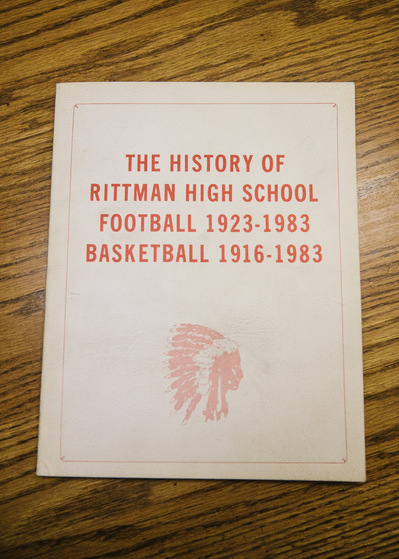 THE HISTORY OF
RITTMAN HIGH SCHOOL
FOOTBALL 1923-1983
BASKETBALL 1916-1983